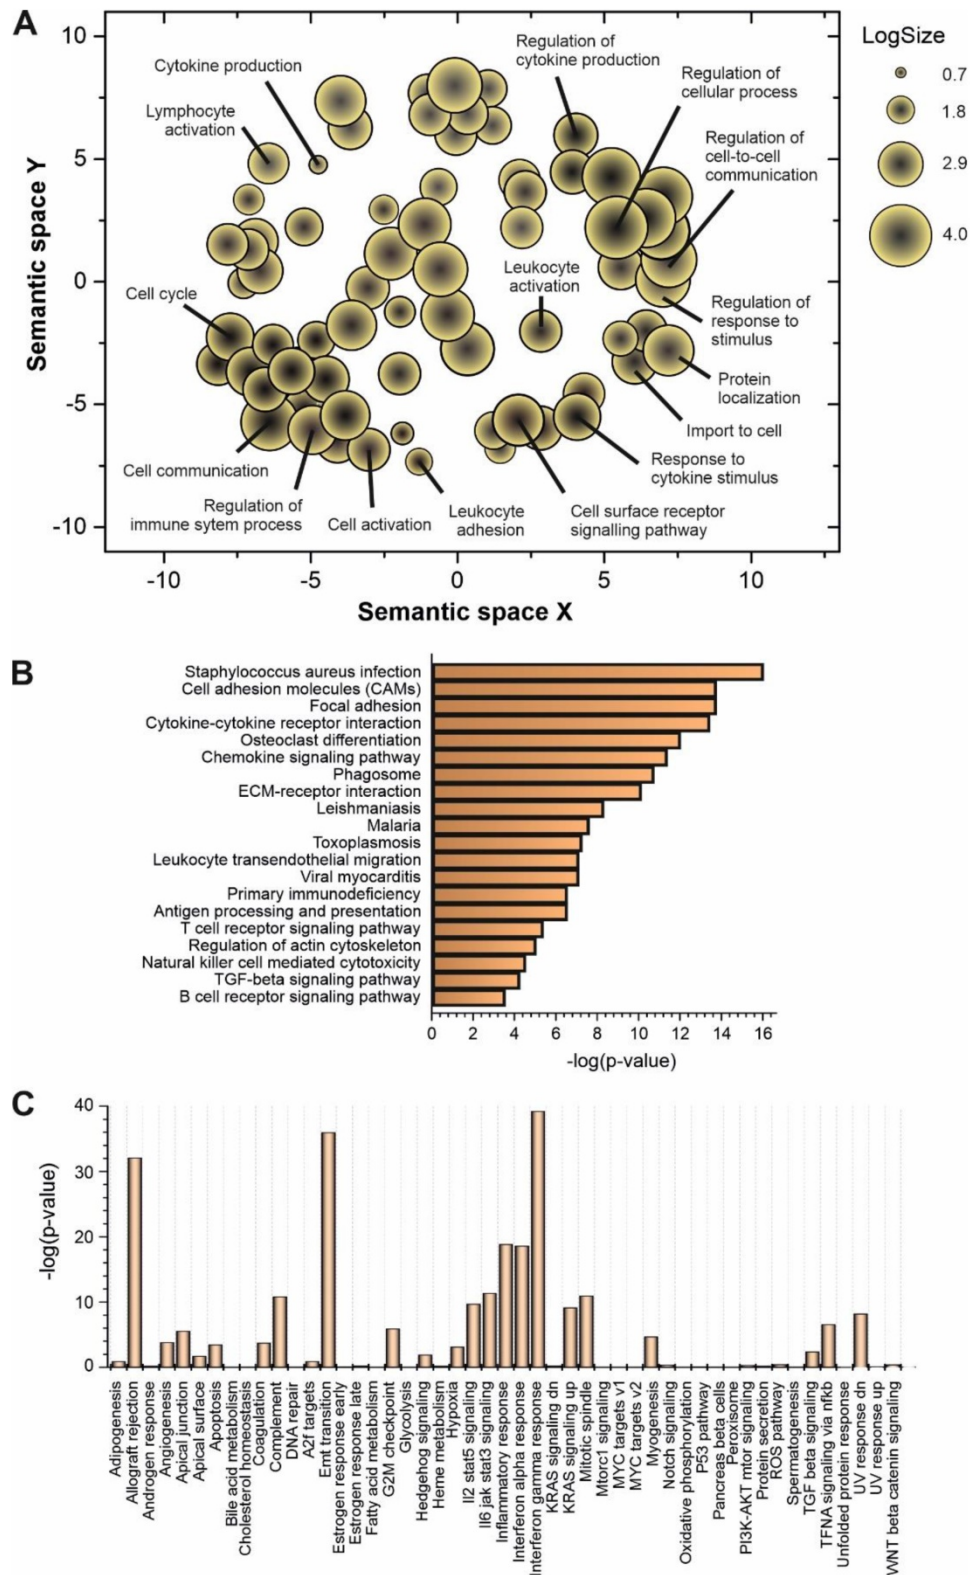 A
LogSize
0.7
1.8
2.9
4.0
10
5
0
-5
-10
Semantic space Y
Cytokine production
Lymphocyte
activation
Regulation of
cytokine production
Regulation of
cellular process
Regulation of
cell-to-cell
communication
Leukocyte
activation
Cell cycle
Regulation of
response to
stimulus
Protein
localization
Import to cell
Response to
cytokine stimulus
Cell communication
Regulation of
immune sytem process
Cell activation
Leukocyte
adhesion
Cell surface receptor
signalling pathway
-10
-5
0
5
10
Semantic space X
B
Staphylococcus aureus infection
Cell adhesion molecules (CAMs)
Focal adhesion
Cytokine-cytokine receptor interaction
Osteoclast differentiation
Chemokine signaling pathway
Phagosome
ECM-receptor interaction
Leishmaniasis
Malaria
Toxoplasmosis
Leukocyte transendothelial migration
Viral myocarditis
Primary immunodeficiency
Antigen processing and presentation
T cell receptor signaling pathway
Regulation of actin cytoskeleton
Natural killer cell mediated cytotoxicity
TGF-beta signaling pathway
B cell receptor signaling pathway
0 2 4 6 8 10 12 14 16
-log(p-value)
C
40
30
20
10
0
-log(p-value)
Adipogenesis
Allograft rejection
Androgen response
Angiogenesis
Apical junction
Apical surface
Apoptosis
Bile acid metabolism
Cholesterol homeostasis
Coagulation
Complement
DNA repair
A2f targets
Emt transition
Estrogen response early
Estrogen response late
Fatty acid metabolism
G2M checkpoint
Glycolysis
Hedgehog signaling
Heme metabolism
Hypoxia
Il2 stat5 signaling
Il6 jak stat3 signaling
Inflammatory response
Interferon alpha response
Interferon gamma response
KRAS signaling dn
KRAS signaling up
Mitotic spindle
Mtorc1 signaling
MYC targets v1
MYC targets v2
Myogenesis
Notch signaling
Oxidative phosphorylation
P53 pathway
Pancreas beta cells
Peroxisome
PI3K-AKT mtor signaling
Protein secretion
ROS pathway
Spermatogenesis
TGF beta signaling
TFNA signaling via nfkb
Unfolded protein response
UV response dn
UV response up
WNT beta catenin signaling